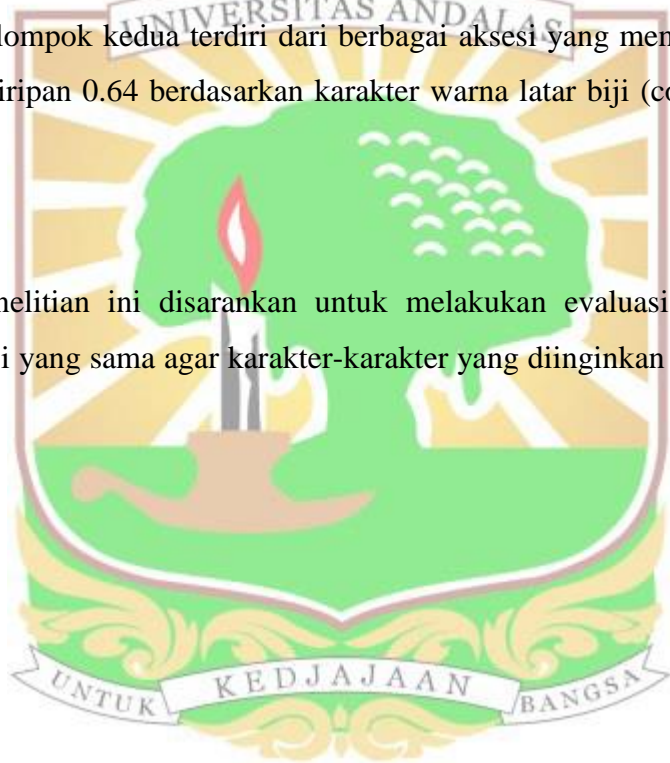 UNIVERSITAS ANDALAS
lompok kedua terdiri dari berbagai aksesi yang men
iripan 0.64 berdasarkan karakter warna latar biji (co
nelitian ini disarankan untuk melakukan evaluasi
i yang sama agar karakter-karakter yang diinginkan
UNTUK KEDJAJAAN BANGSA